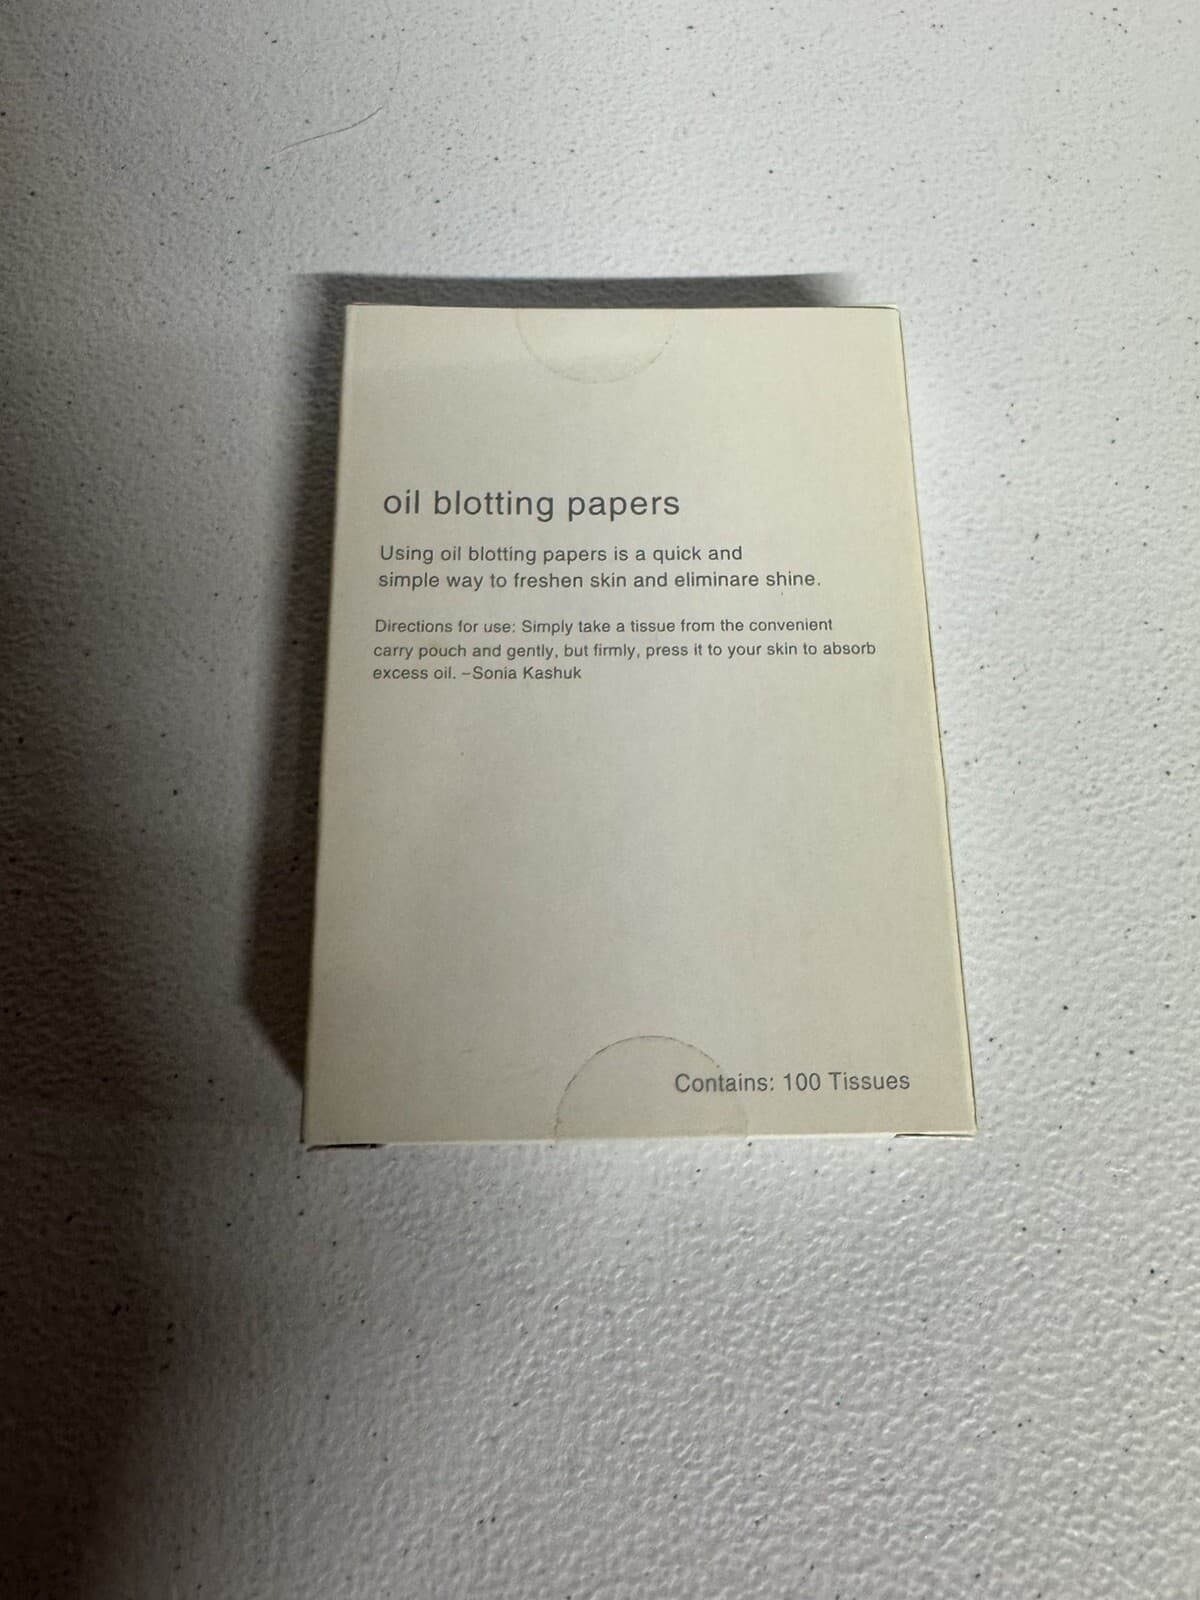 oil blotting papers
Using oil blotting papers is a quick and
simple way to freshen skin and eliminare shine.
Directions for use: Simply take a tissue from the convenient
carry pouch and gently, but firmly, press it to your skin to absorb
excess oil. –Sonia Kashuk
Contains: 100 Tissues